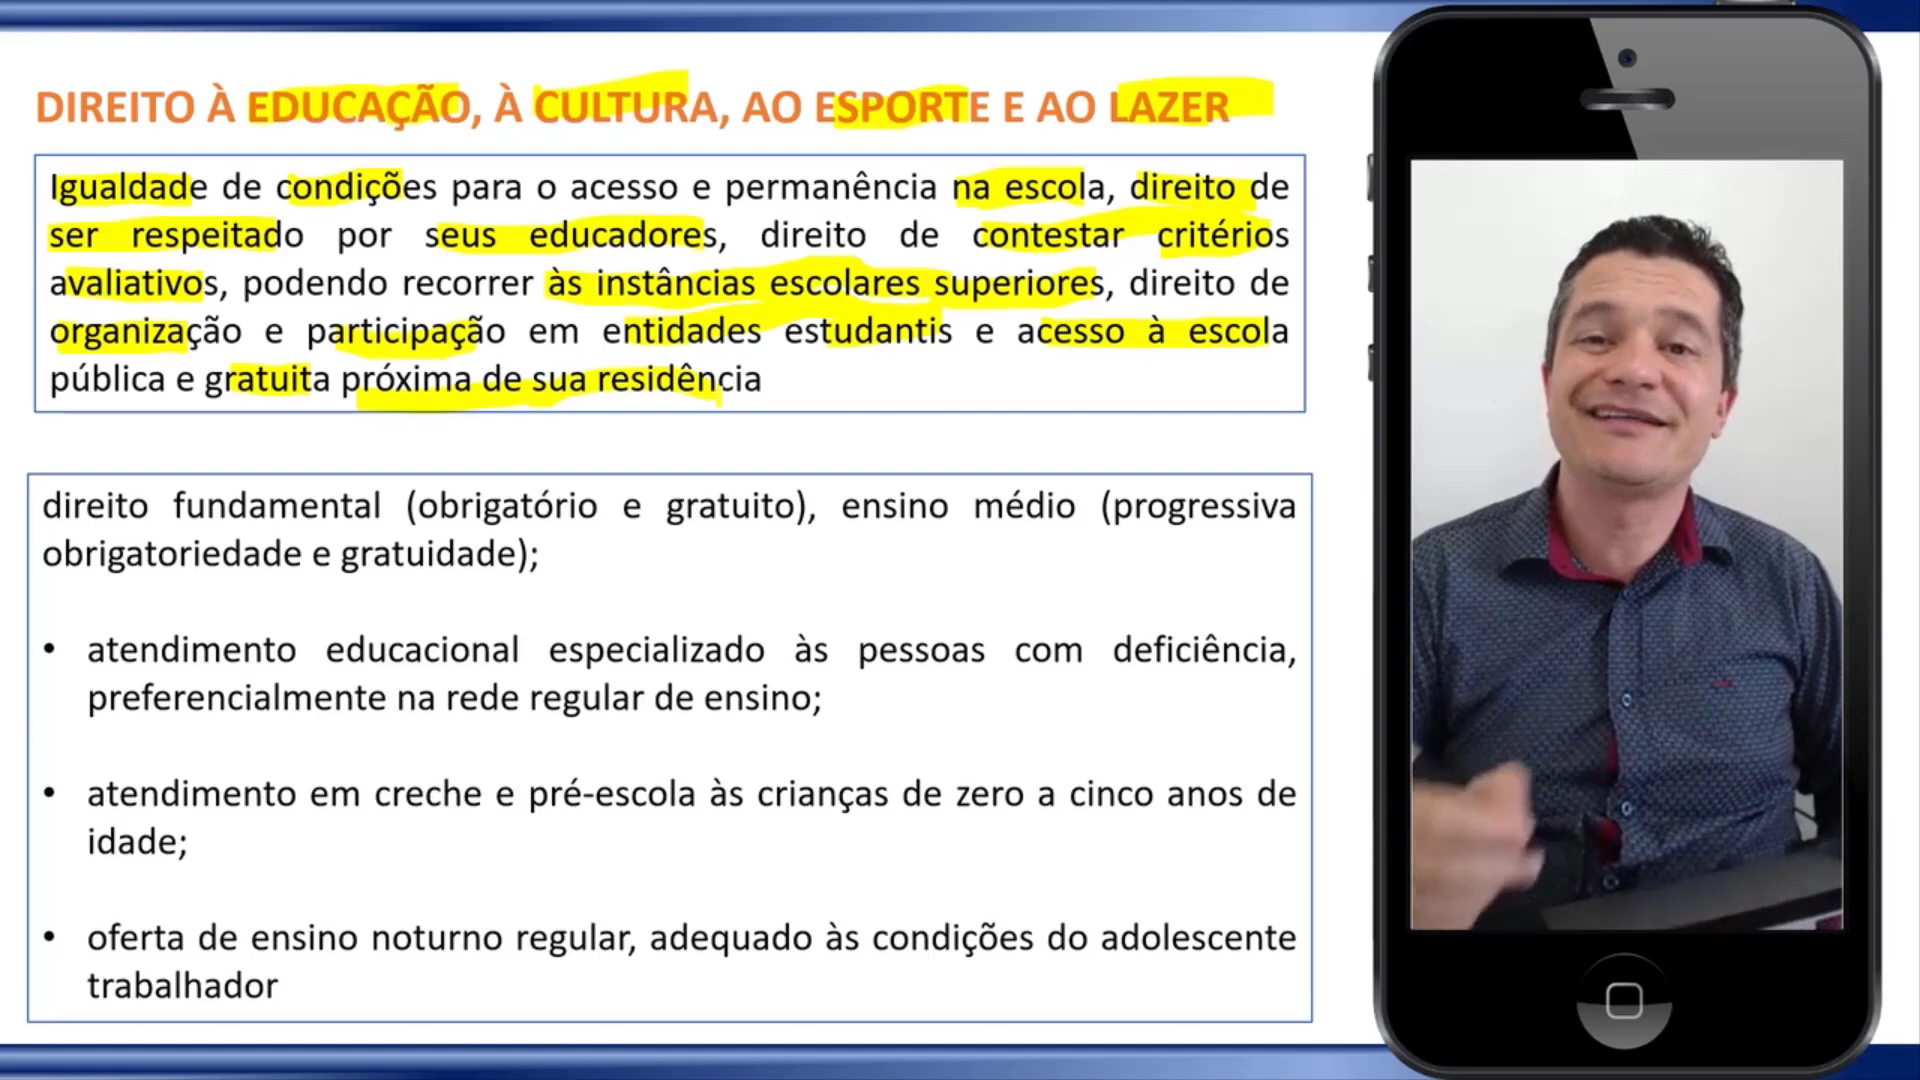 DIREITO À EDUCAÇÃO, À CULTURA, AO ESPORTE E AO LAZER
Igualdade de condições para o acesso e permanência na escola, direito de
ser respeitado por seus educadores, direito de contestar critérios
avaliativos, podendo recorrer às instâncias escolares superiores, direito de
organização e participação em entidades estudantis e acesso à escola
pública e gratuita próxima de sua residência
direito fundamental (obrigatório e gratuito), ensino médio (progressiva
obrigatoriedade e gratuidade);
• atendimento educacional especializado às pessoas com deficiência,
preferencialmente na rede regular de ensino;
• atendimento em creche e pré-escola às crianças de zero a cinco anos de
idade;
• oferta de ensino noturno regular, adequado às condições do adolescente
trabalhador